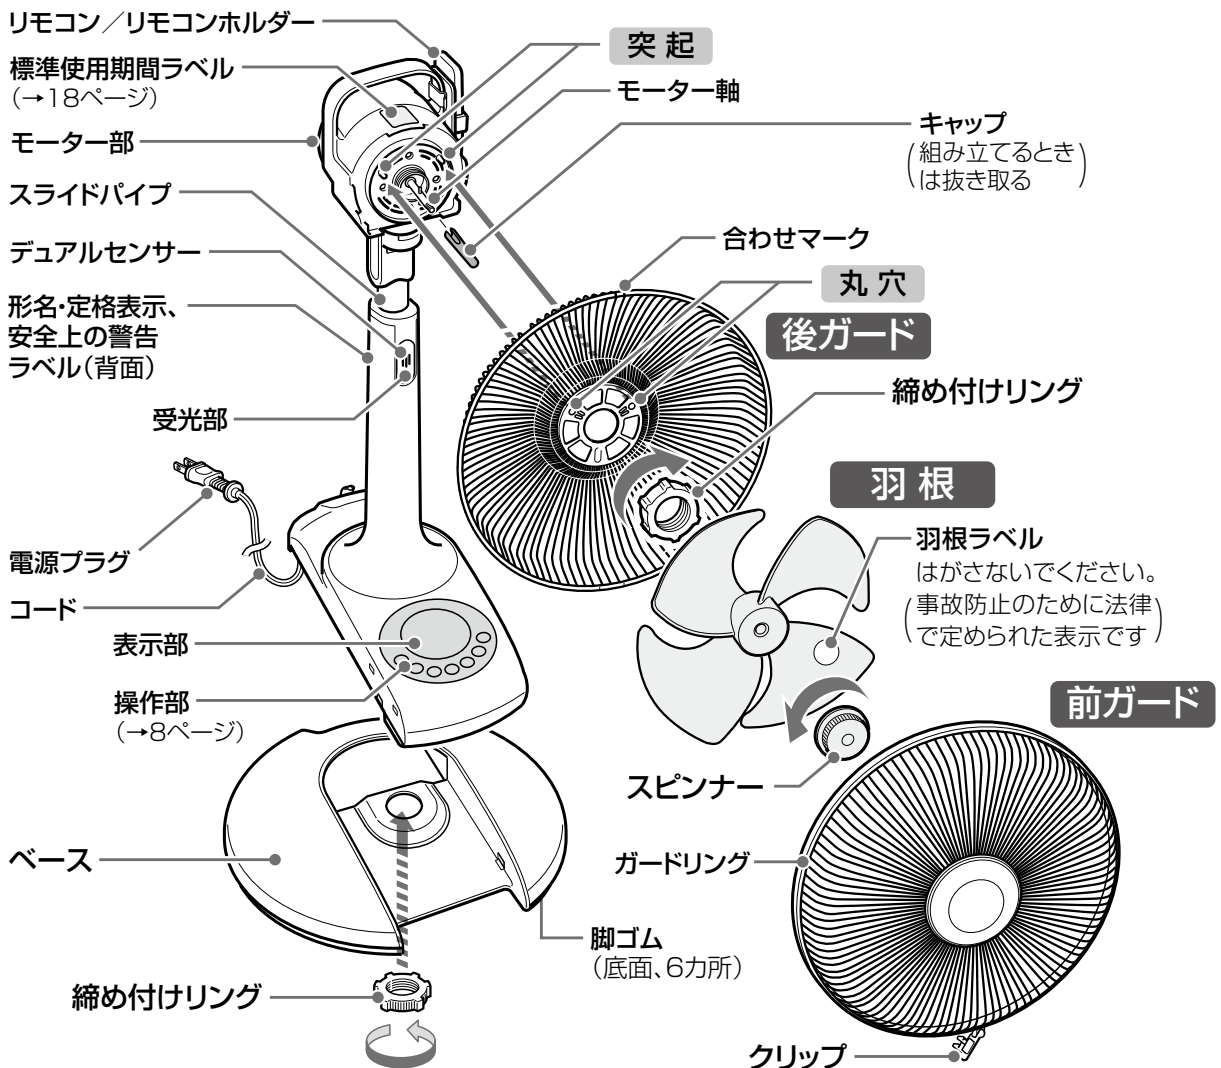 リモコン／リモコンホルダー
標準使用期間ラベル
（→18ページ）
モーター部
スライドパイプ
デュアルセンサー
形名・定格表示、
安全上の警告
ラベル（背面）
受光部
電源プラグ
コード
表示部
操作部
（→8ページ）
ベース
締め付けリング
脚ゴム
（底面、6カ所）
突起
モーター軸
キャップ
（組み立てるとき
は抜き取る）
合わせマーク
丸穴
後ガード
締め付けリング
羽根
羽根ラベル
はがさないでください。
（事故防止のために法律
で定められた表示です）
スピンナー
前ガード
ガードリング
クリップ